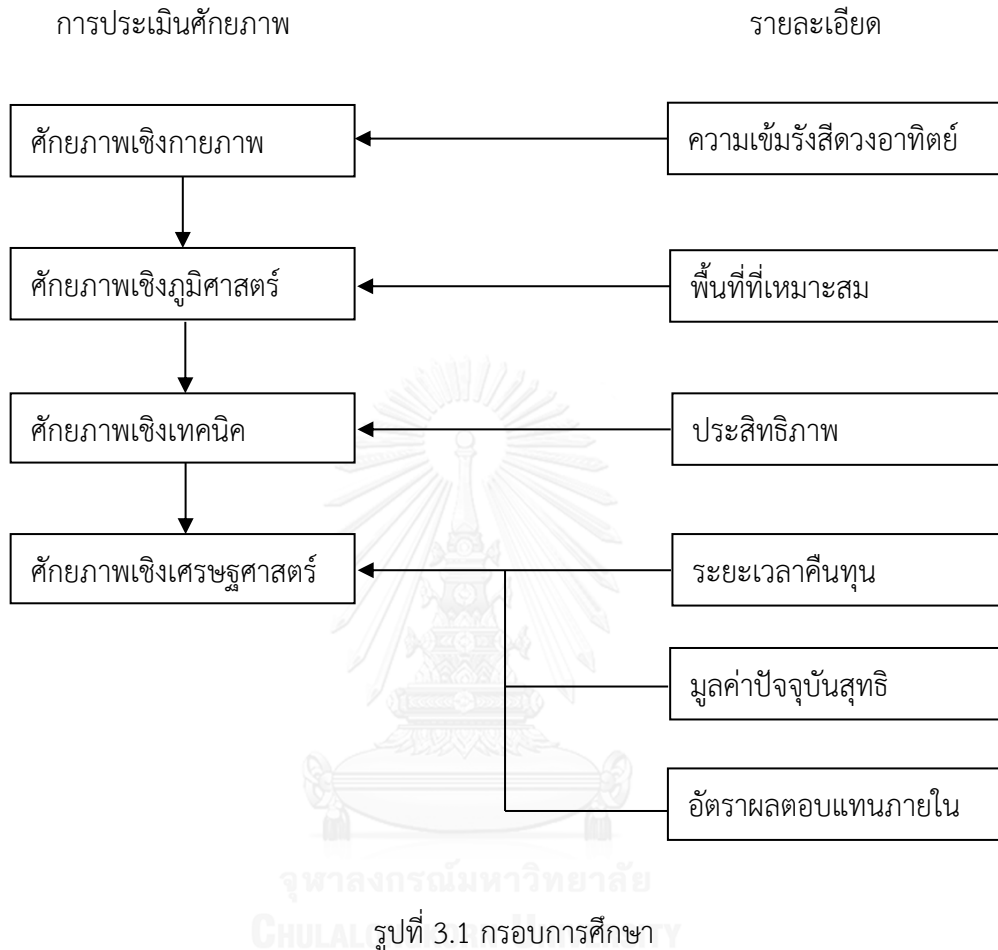 การประเมินศักยภาพ รายละเอียด
ศักยภาพเชิงกายภาพ ความเข้มรังสีดวงอาทิตย์
ศักยภาพเชิงภูมิศาสตร์ พื้นที่ที่เหมาะสม
ศักยภาพเชิงเทคนิค ประสิทธิภาพ
ศักยภาพเชิงเศรษฐศาสตร์ ระยะเวลาคืนทุน
มูลค่าปัจจุบันสุทธิ
อัตราผลตอบแทนภายใน
จุฬาลงกรณ์มหาวิทยาลัย
รูปที่ 3.1 กรอบการศึกษา